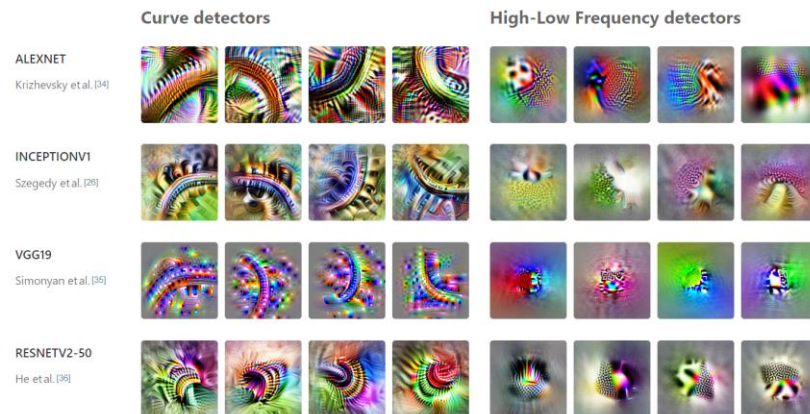 Curve detectors
High-Low Frequency detectors
ALEXNET
Krizhevsky et al. [34]
INCEPTIONV1
Szegedy et al. [26]
VGG19
Simonyan et al. [35]
RESNETV2-50
He et al. [36]